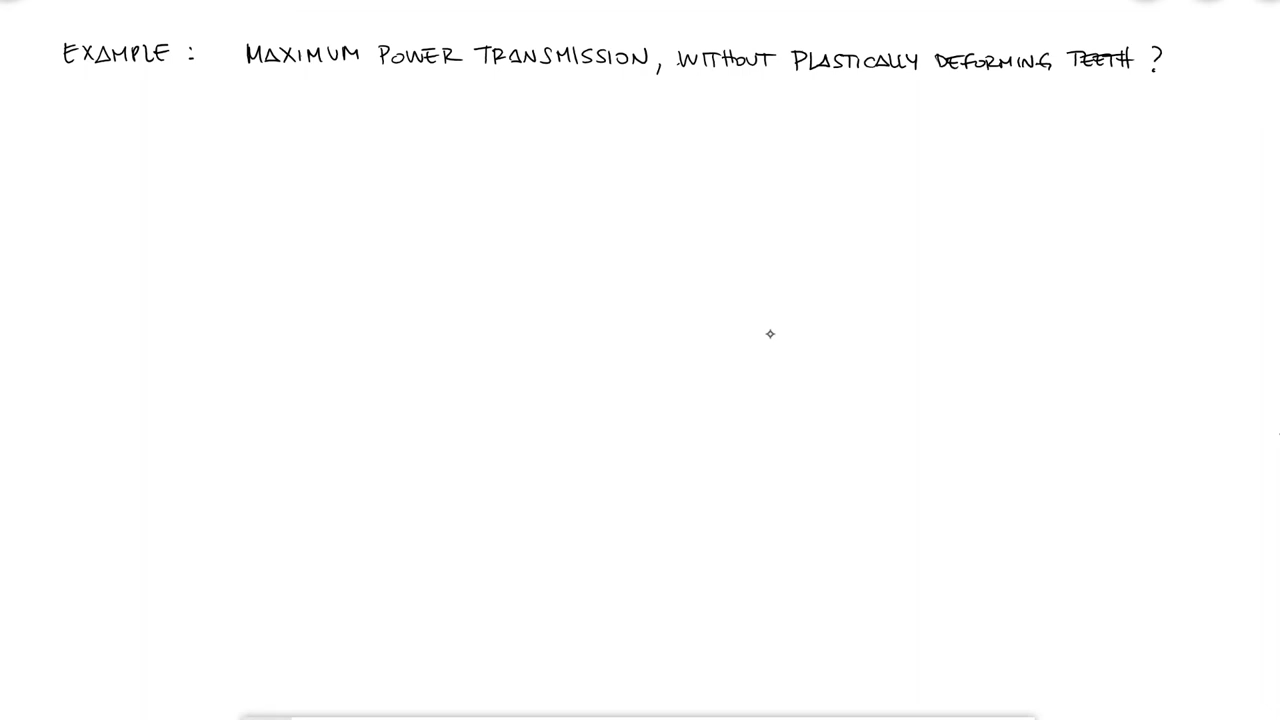 EXAMPLE : MAXIMUM POWER TRANSMISSION, WITHOUT PLASTICALLY DEFORMING TEETH ?